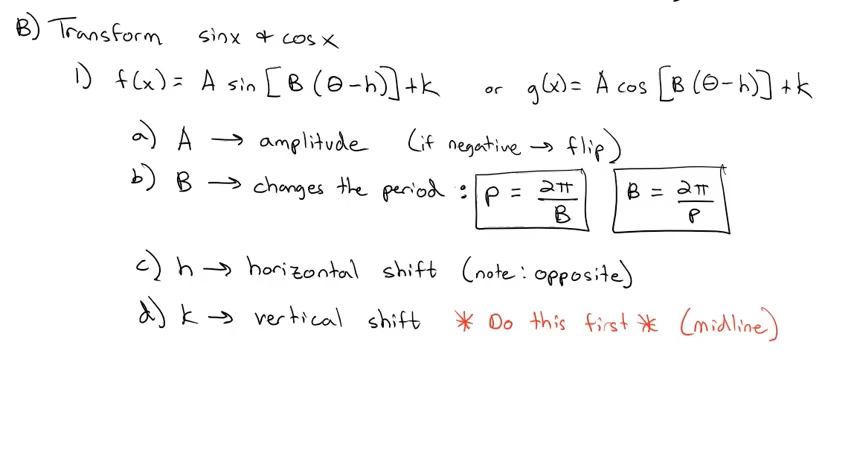 B) Transform sinx & cosx
1) f(x) = A sin [B (θ-h)] + k or g(x) = A cos [B (θ-h)] + k
a) A → amplitude (if negative → flip)
b) B → changes the period : P = 2π/B B = 2π/P
c) h → horizontal shift (note: opposite)
d) k → vertical shift * Do this first * (midline)